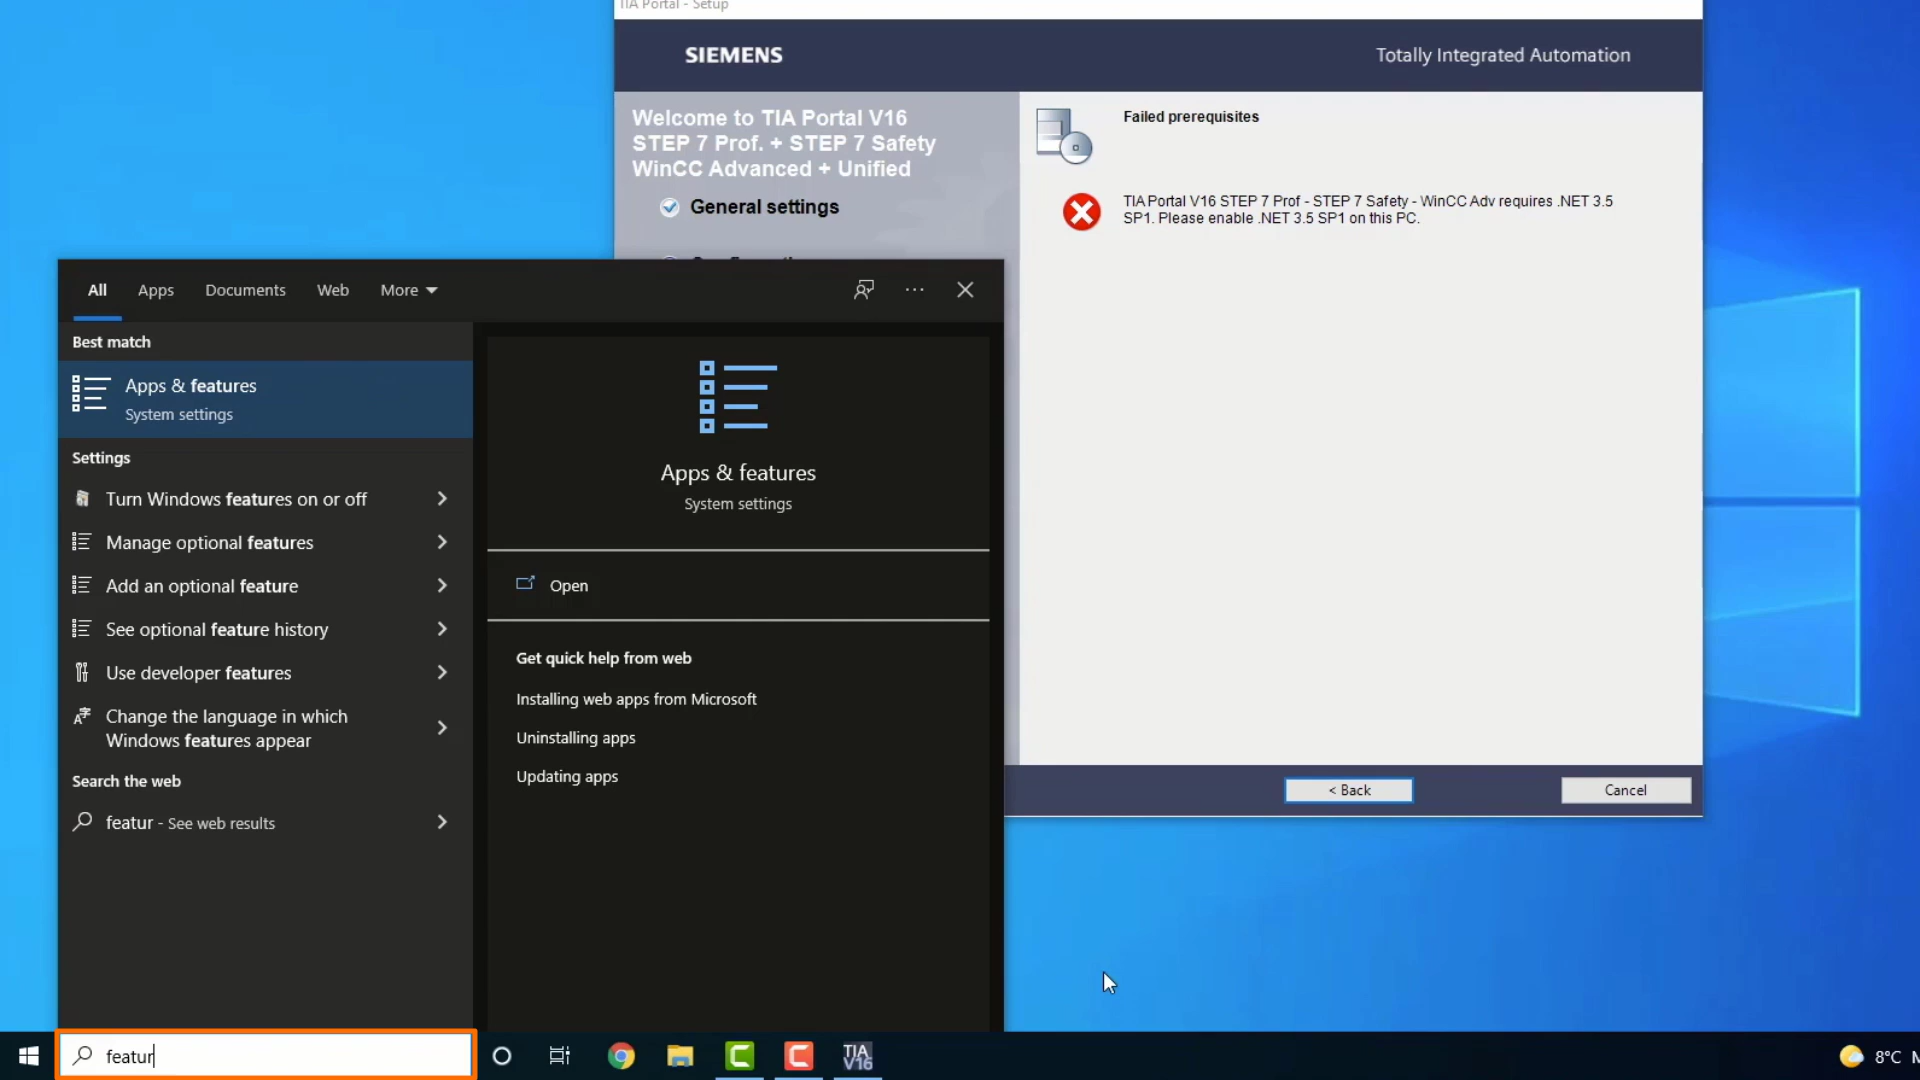 TIA Portal - Setup
SIEMENS
Totally Integrated Automation
Welcome to TIA Portal V16
STEP 7 Prof. + STEP 7 Safety
WinCC Advanced + Unified
General settings
Failed prerequisites
TIA Portal V16 STEP 7 Prof - STEP 7 Safety - WinCC Adv requires .NET 3.5
SP1. Please enable .NET 3.5 SP1 on this PC.
< Back
Cancel
All
Apps
Documents
Web
More
Best match
Apps & features
System settings
Settings
Turn Windows features on or off
Manage optional features
Add an optional feature
See optional feature history
Use developer features
Change the language in which
Windows features appear
Search the web
featur - See web results
Apps & features
System settings
Open
Get quick help from web
Installing web apps from Microsoft
Uninstalling apps
Updating apps
featur
TIA
V16
8°C